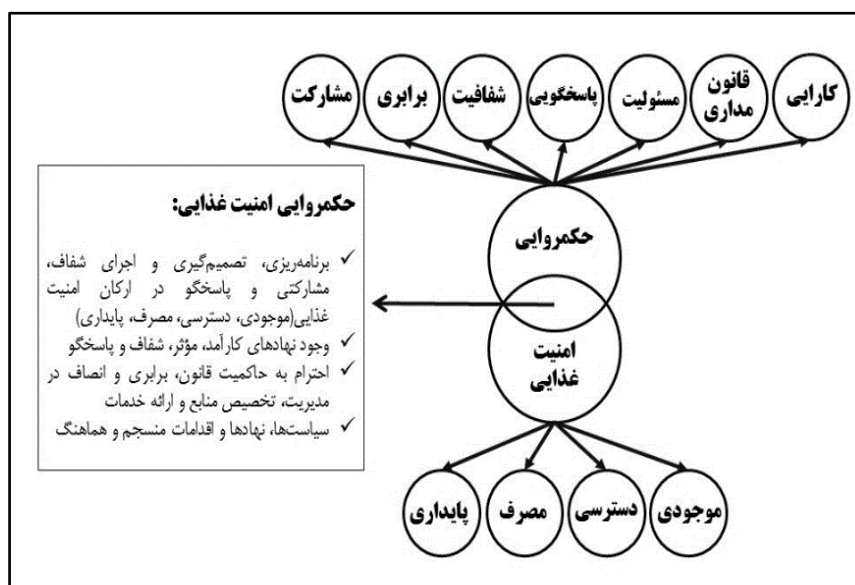 کارایی
قانون
مداری
مسئولیت
پاسخگویی
شفافیت
برابری
مشارکت
حکمروایی
امنیت
غذایی
حکمروایی امنیت غذایی:
✓ برنامه‌ریزی، تصمیم‌گیری و اجرای شفاف،
مشارکتی و پاسخگو در ارکان امنیت
غذایی(موجودی، دسترسی، مصرف، پایداری)
✓ وجود نهادهای کارآمد، مؤثر، شفاف و پاسخگو
✓ احترام به حاکمیت قانون، برابری و انصاف در
مدیریت، تخصیص منابع و ارائه خدمات
✓ سیاست‌ها، نهادها و اقدامات منسجم و هماهنگ
موجودی
دسترسی
مصرف
پایداری